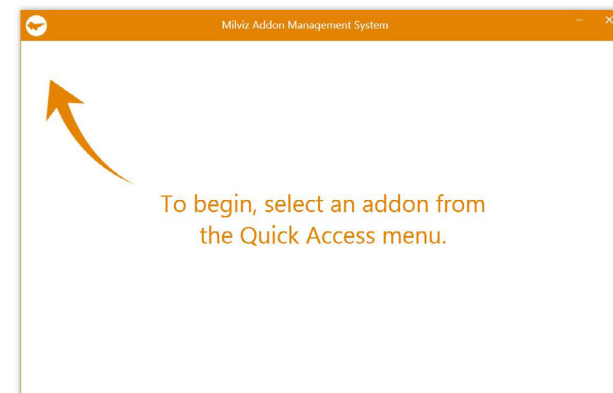 Milviz Addon Management System
To begin, select an addon from
the Quick Access menu.